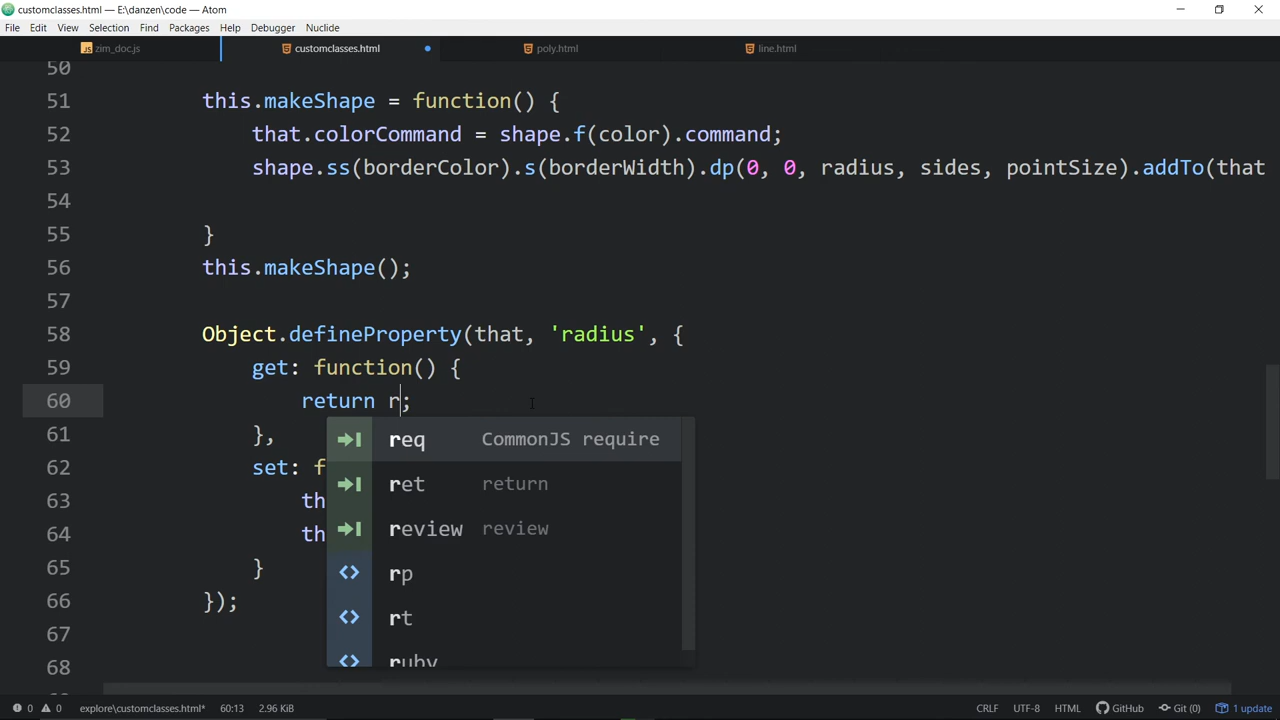 customclasses.html — E:\danzen\code — Atom
File Edit View Selection Find Packages Help Debugger Nuclide
zim_doc.js customclasses.html poly.html line.html
50
51 this.makeShape = function() {
52 that.colorCommand = shape.f(color).command;
53 shape.ss(borderColor).s(borderWidth).dp(0, 0, radius, sides, pointSize).addTo(that
54
55 }
56 this.makeShape();
57
58 Object.defineProperty(that, 'radius', {
59 get: function() {
60 return r;
61 },
62 set: f
63 th
64 th
65 }
66 });
67
68
req CommonJS require
ret return
review review
rp
rt
ruby
0 0 explore\customclasses.html* 60:13 2.96 KiB CRLF UTF-8 HTML GitHub Git (0) 1 update